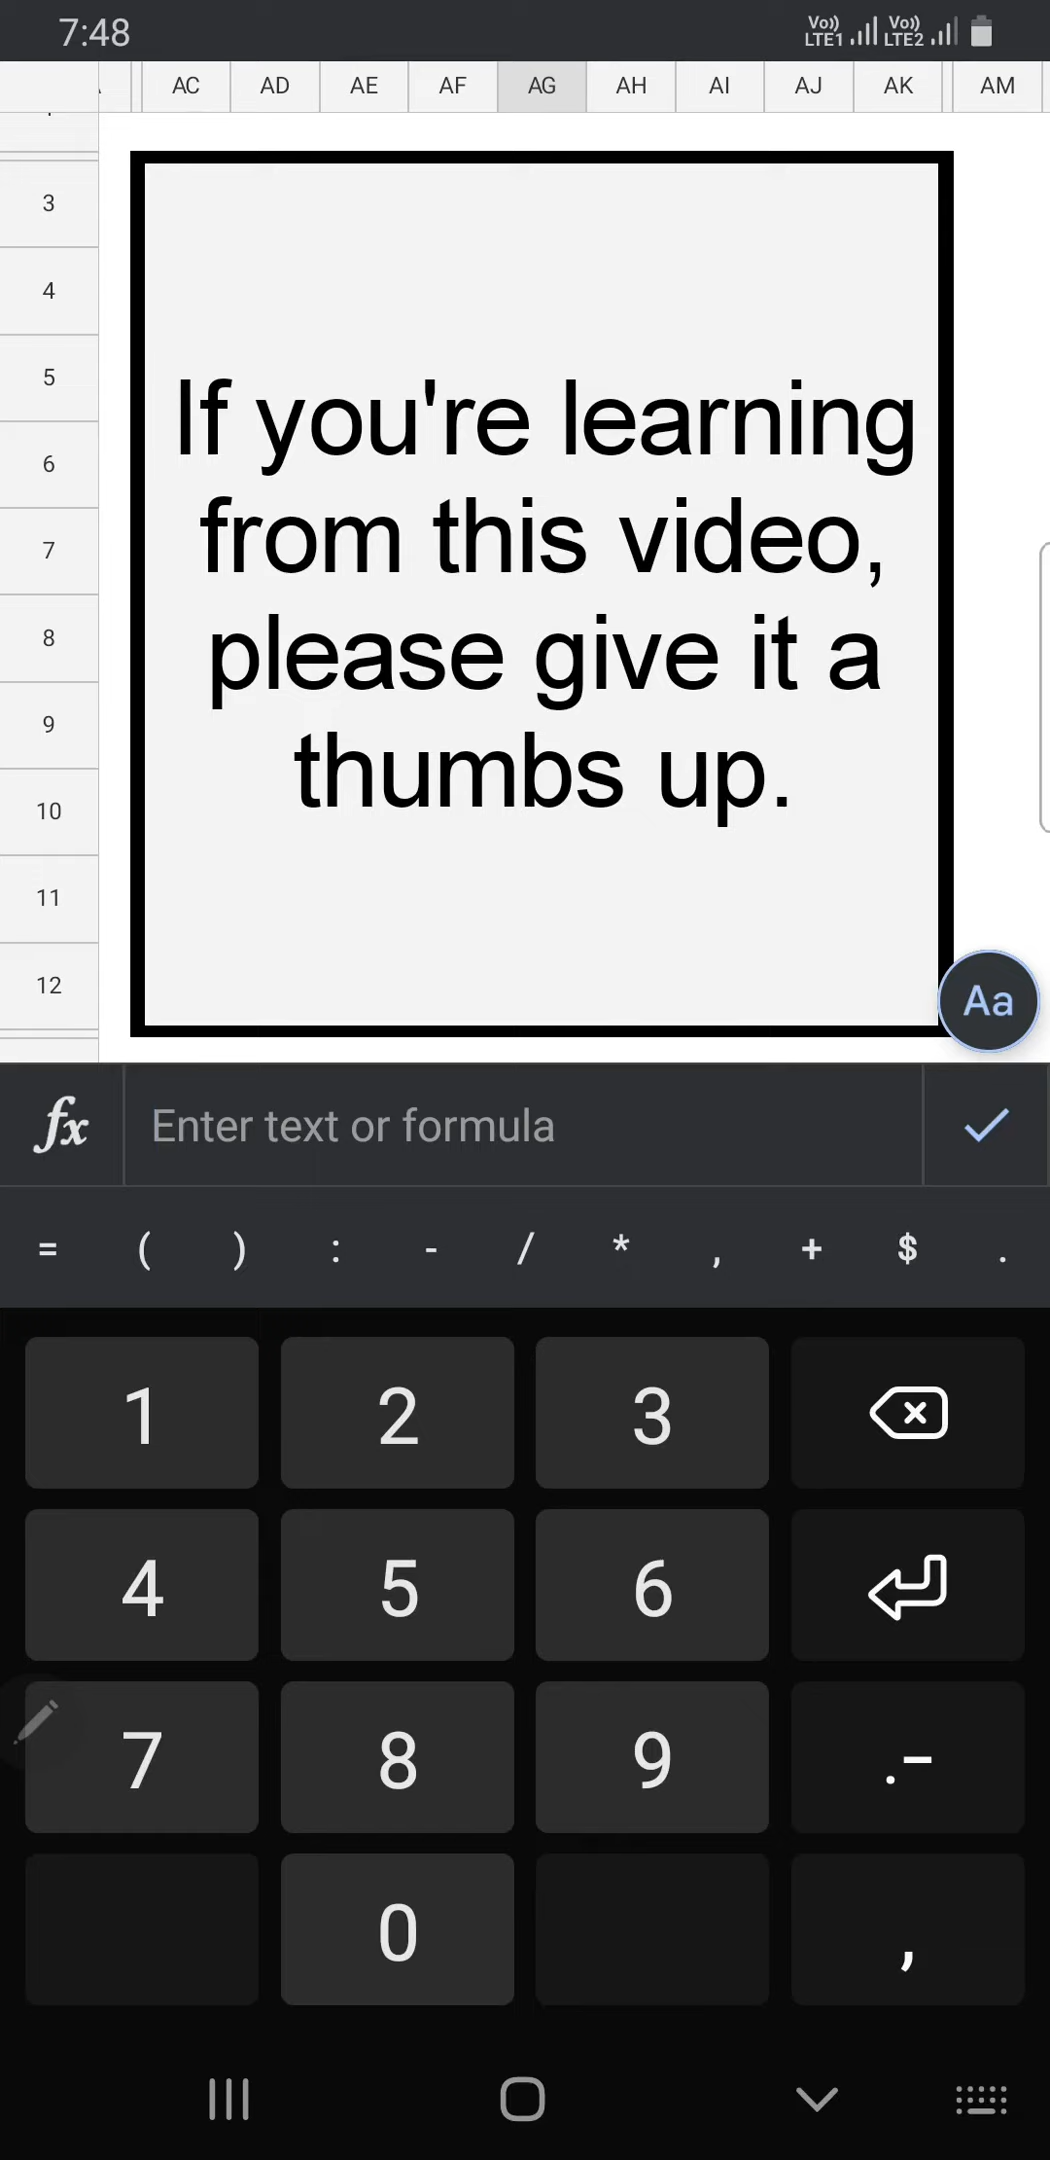 7:48
Vo)) LTE1 Vo)) LTE2
AC AD AE AF AG AH AI AJ AK AM
3
4
5
6
7
8
9
10
11
12
If you're learning
from this video,
please give it a
thumbs up.
Aa
fx Enter text or formula
= ( ) : - / * , + $ .
1 2 3
4 5 6
7 8 9 .-
0 ,